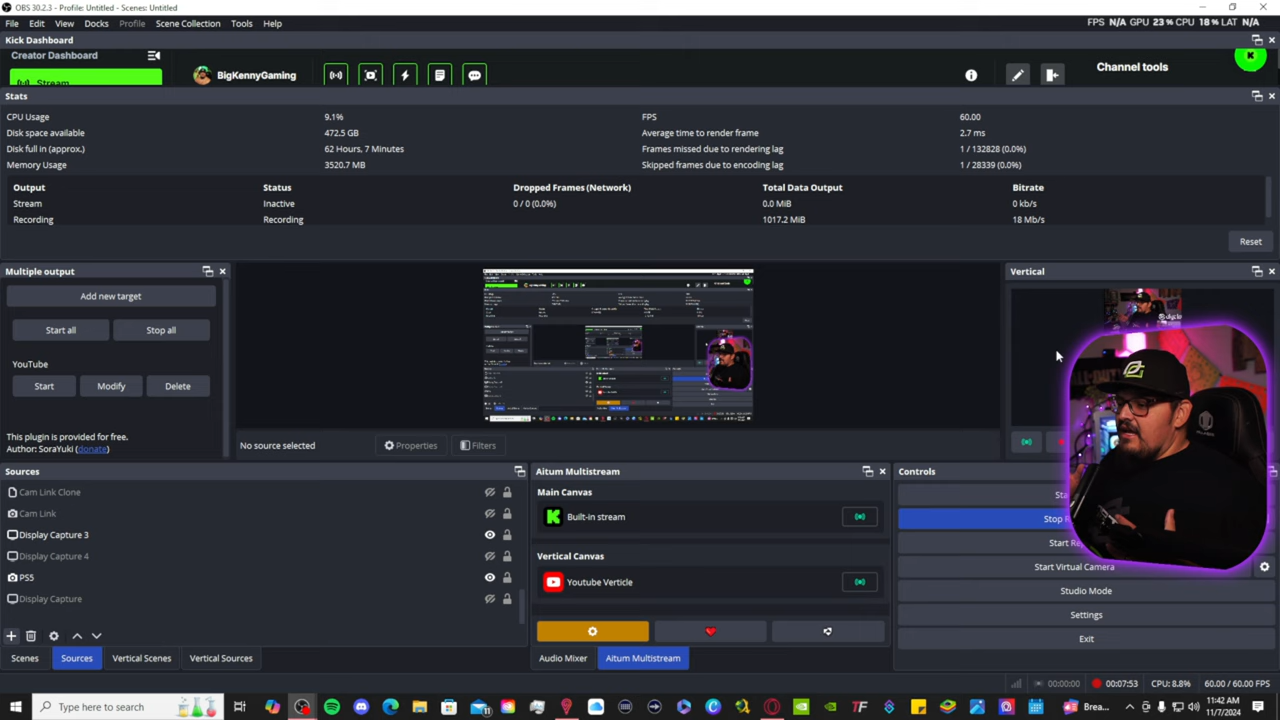 OBS 30.2.3 - Profile: Untitled - Scenes: Untitled
File Edit View Docks Profile Scene Collection Tools Help
FPS N/A GPU 23 % CPU 18 % LAT N/A
Kick Dashboard
Creator Dashboard
BigKennyGaming
Channel tools
Stream
Stats
CPU Usage 9.1% FPS 60.00
Disk space available 472.5 GB Average time to render frame 2.7 ms
Disk full in (approx.) 62 Hours, 7 Minutes Frames missed due to rendering lag 1 / 132828 (0.0%)
Memory Usage 3520.7 MB Skipped frames due to encoding lag 1 / 28339 (0.0%)
Output Status Dropped Frames (Network) Total Data Output Bitrate
Stream Inactive 0 / 0 (0.0%) 0.0 MiB 0 kb/s
Recording Recording 1017.2 MiB 18 Mb/s
Reset
Multiple output
Vertical
Add new target
Start all Stop all
YouTube
Start Modify Delete
This plugin is provided for free.
Author: SoraYuki (donate)
No source selected Properties Filters
Sources
Cam Link Clone
Cam Link
Display Capture 3
Display Capture 4
PS5
Display Capture
Scenes Sources Vertical Scenes Vertical Sources
Aitum Multistream
Main Canvas
Built-in stream
Vertical Canvas
Youtube Verticle
Audio Mixer Aitum Multistream
Controls
Stop
Start
Start Virtual Camera
Studio Mode
Settings
Exit
00:00:00 00:07:53 CPU: 8.8% 60.00 / 60.00 FPS
Type here to search
Brea...
11:42 AM
11/7/2024